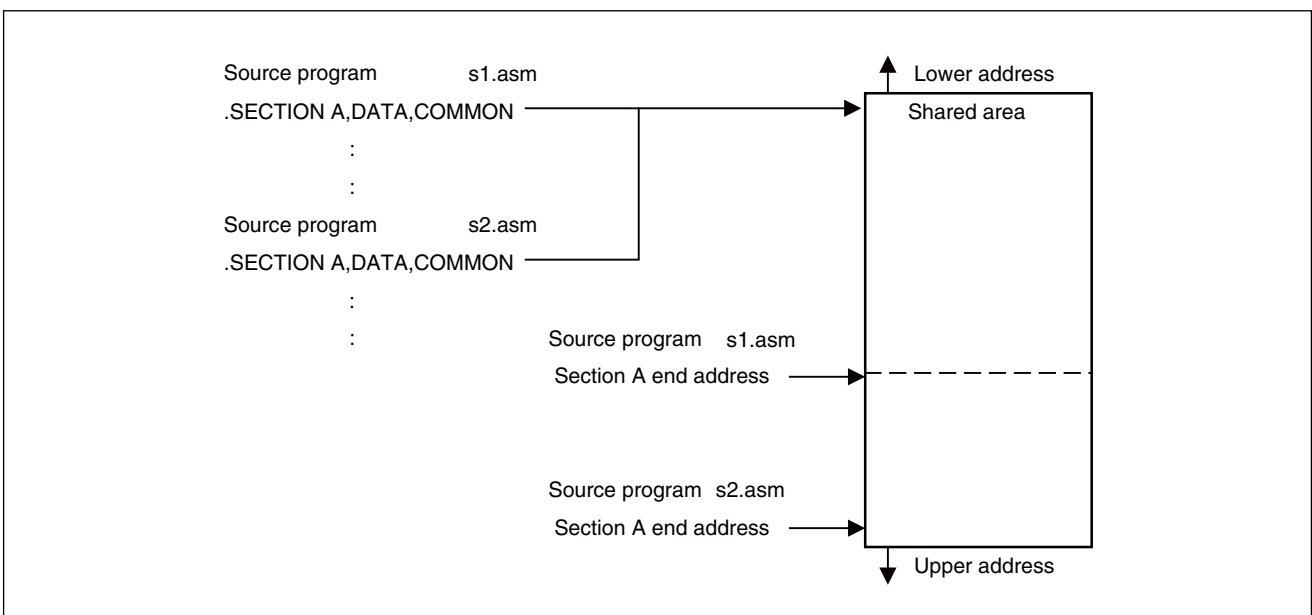 Source program s1.asm
.SECTION A,DATA,COMMON
:
:
Source program s2.asm
.SECTION A,DATA,COMMON
:
:
Source program s1.asm
Section A end address
Source program s2.asm
Section A end address
Lower address
Shared area
Upper address